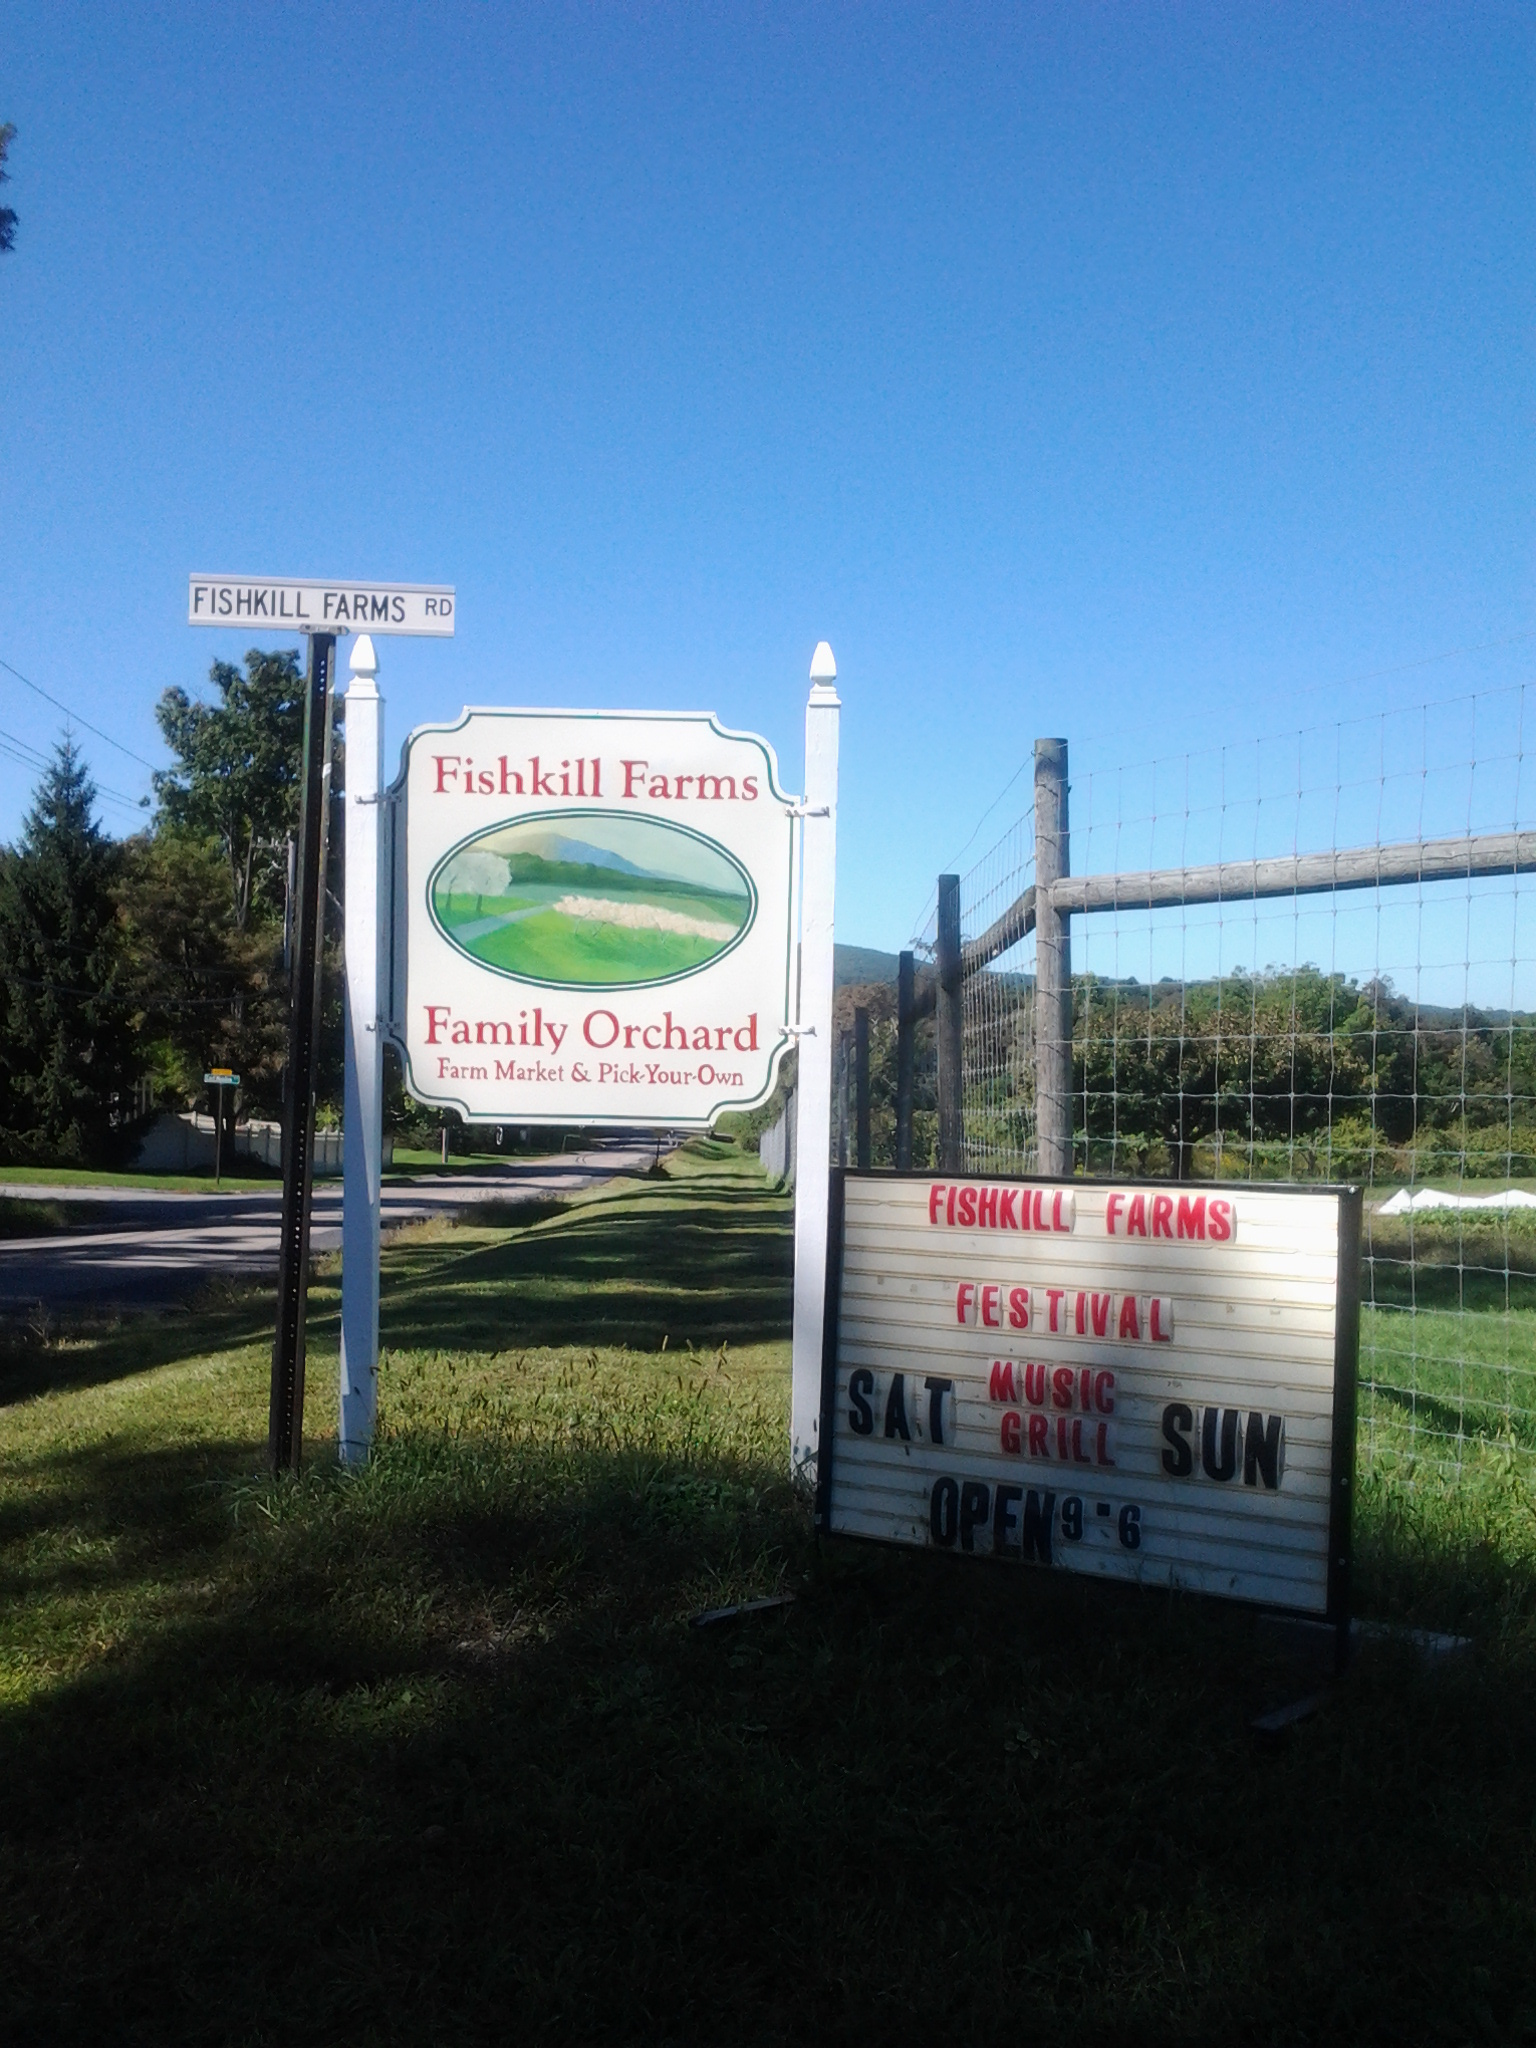 FISHKILL FARMS RD
Fishkill Farms
Family Orchard
Farm Market & Pick-Your-Own
FISHKILL FARMS
FESTIVAL
SAT MUSIC GRILL SUN
OPEN 9-6